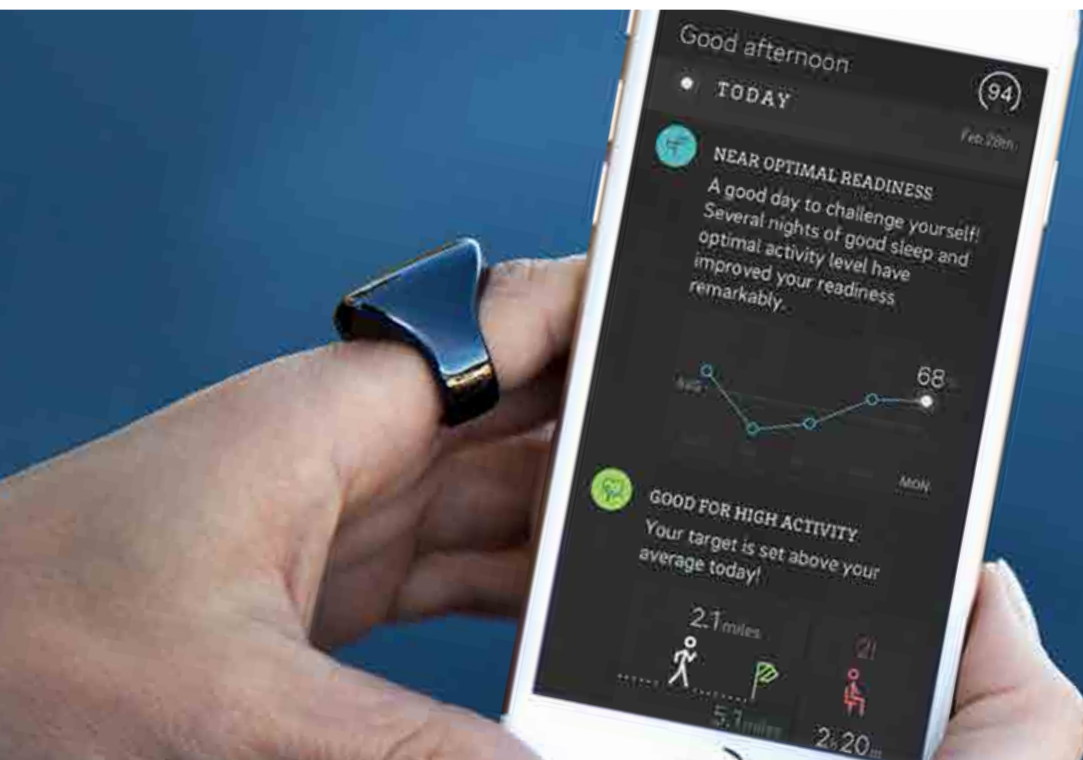 Good afternoon
94
TODAY
Feb 28th
NEAR OPTIMAL READINESS
A good day to challenge yourself!
Several nights of good sleep and
optimal activity level have
improved your readiness
remarkably.
68
MON
GOOD FOR HIGH ACTIVITY
Your target is set above your
average today!
2.1 miles
5.1 miles
2h 20m